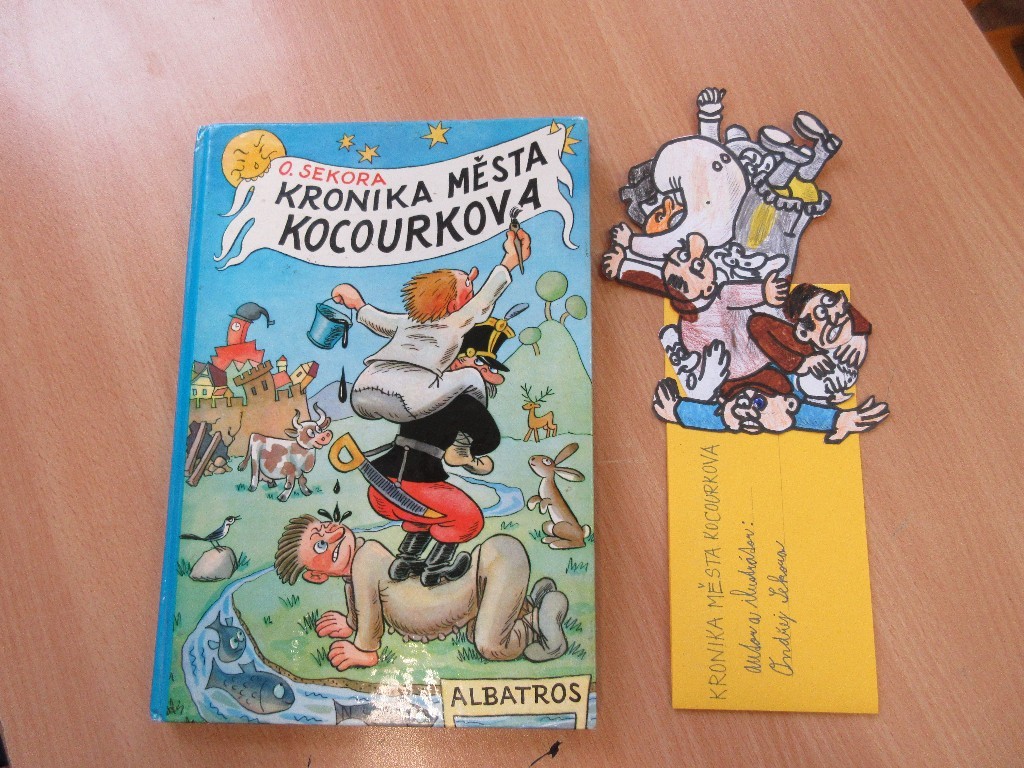 O. SEKORA
KRONIKA MĚSTA
KOCOURKOVA
ALBATROS
KRONIKA MĚSTA KOCOURKOVA
autor a ilustrátor:
Ondřej Sekora